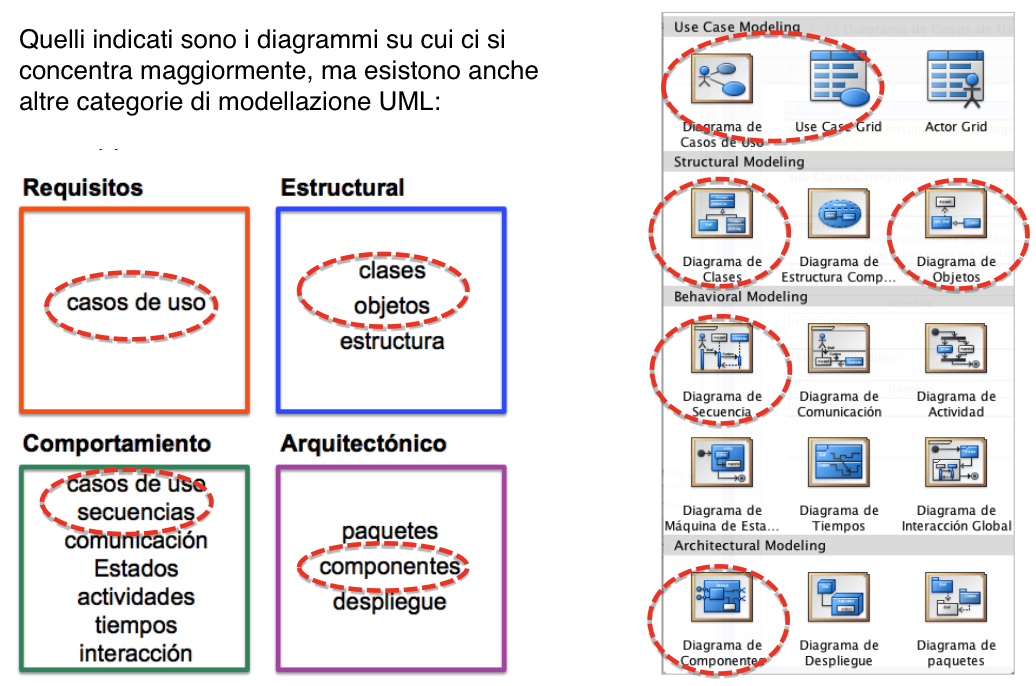 Quelli indicati sono i diagrammi su cui ci si
concentra maggiormente, ma esistono anche
altre categorie di modellazione UML:
Requisitos
casos de uso
Estructural
clases
objetos
estructura
Comportamiento
casos de uso
secuencias
comunicación
Estados
actividades
tiempos
interacción
Arquitectónico
paquetes
componentes
despliegue
Use Case Modeling
Diagrama de
Casos de Uso
Use Case Grid
Actor Grid
Structural Modeling
Diagrama de
Clases
Diagrama de
Estructura Comp...
Diagrama de
Objetos
Behavioral Modeling
Diagrama de
Secuencia
Diagrama de
Comunicación
Diagrama de
Actividad
Diagrama de
Máquina de Esta...
Diagrama de
Tiempos
Diagrama de
Interacción Global
Architectural Modeling
Diagrama de
Componentes
Diagrama de
Despliegue
Diagrama de
paquetes